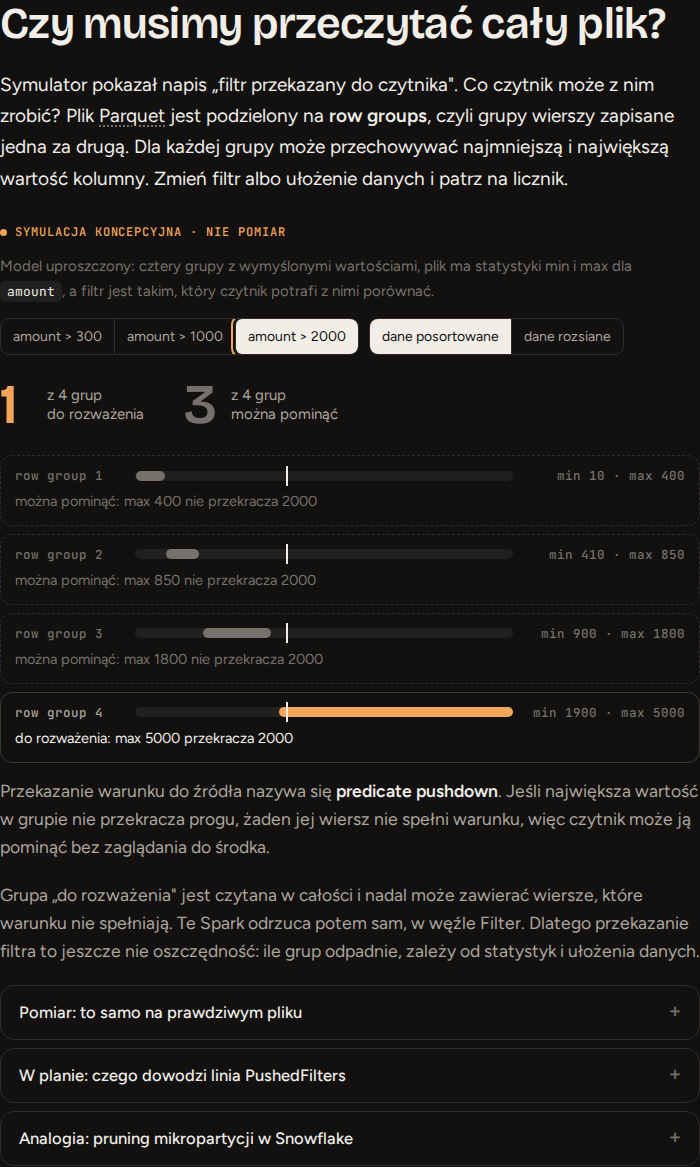 Czy musimy przeczytać cały plik?
Symulator pokazał napis „filtr przekazany do czytnika". Co czytnik może z nim
zrobić? Plik Parquet jest podzielony na row groups, czyli grupy wierszy zapisane
jedna za drugą. Dla każdej grupy może przechowywać najmniejszą i największą
wartość kolumny. Zmień filtr albo ułożenie danych i patrz na licznik.
SYMULACJA KONCEPCYJNA · NIE POMIAR
Model uproszczony: cztery grupy z wymyślonymi wartościami, plik ma statystyki min i max dla
amount, a filtr jest takim, który czytnik potrafi z nimi porównać.
amount > 300 amount > 1000 amount > 2000 dane posortowane dane rozsiane
1 z 4 grup do rozważenia 3 z 4 grup można pominąć
row group 1 min 10 · max 400
można pominąć: max 400 nie przekracza 2000
row group 2 min 410 · max 850
można pominąć: max 850 nie przekracza 2000
row group 3 min 900 · max 1800
można pominąć: max 1800 nie przekracza 2000
row group 4 min 1900 · max 5000
do rozważenia: max 5000 przekracza 2000
Przekazanie warunku do źródła nazywa się predicate pushdown. Jeśli największa wartość
w grupie nie przekracza progu, żaden jej wiersz nie spełni warunku, więc czytnik może ją
pominąć bez zaglądania do środka.
Grupa „do rozważenia" jest czytana w całości i nadal może zawierać wiersze, które
warunku nie spełniają. Te Spark odrzuca potem sam, w węźle Filter. Dlatego przekazanie
filtra to jeszcze nie oszczędność: ile grup odpadnie, zależy od statystyk i ułożenia danych.
Pomiar: to samo na prawdziwym pliku +
W planie: czego dowodzi linia PushedFilters +
Analogia: pruning mikropartycji w Snowflake +